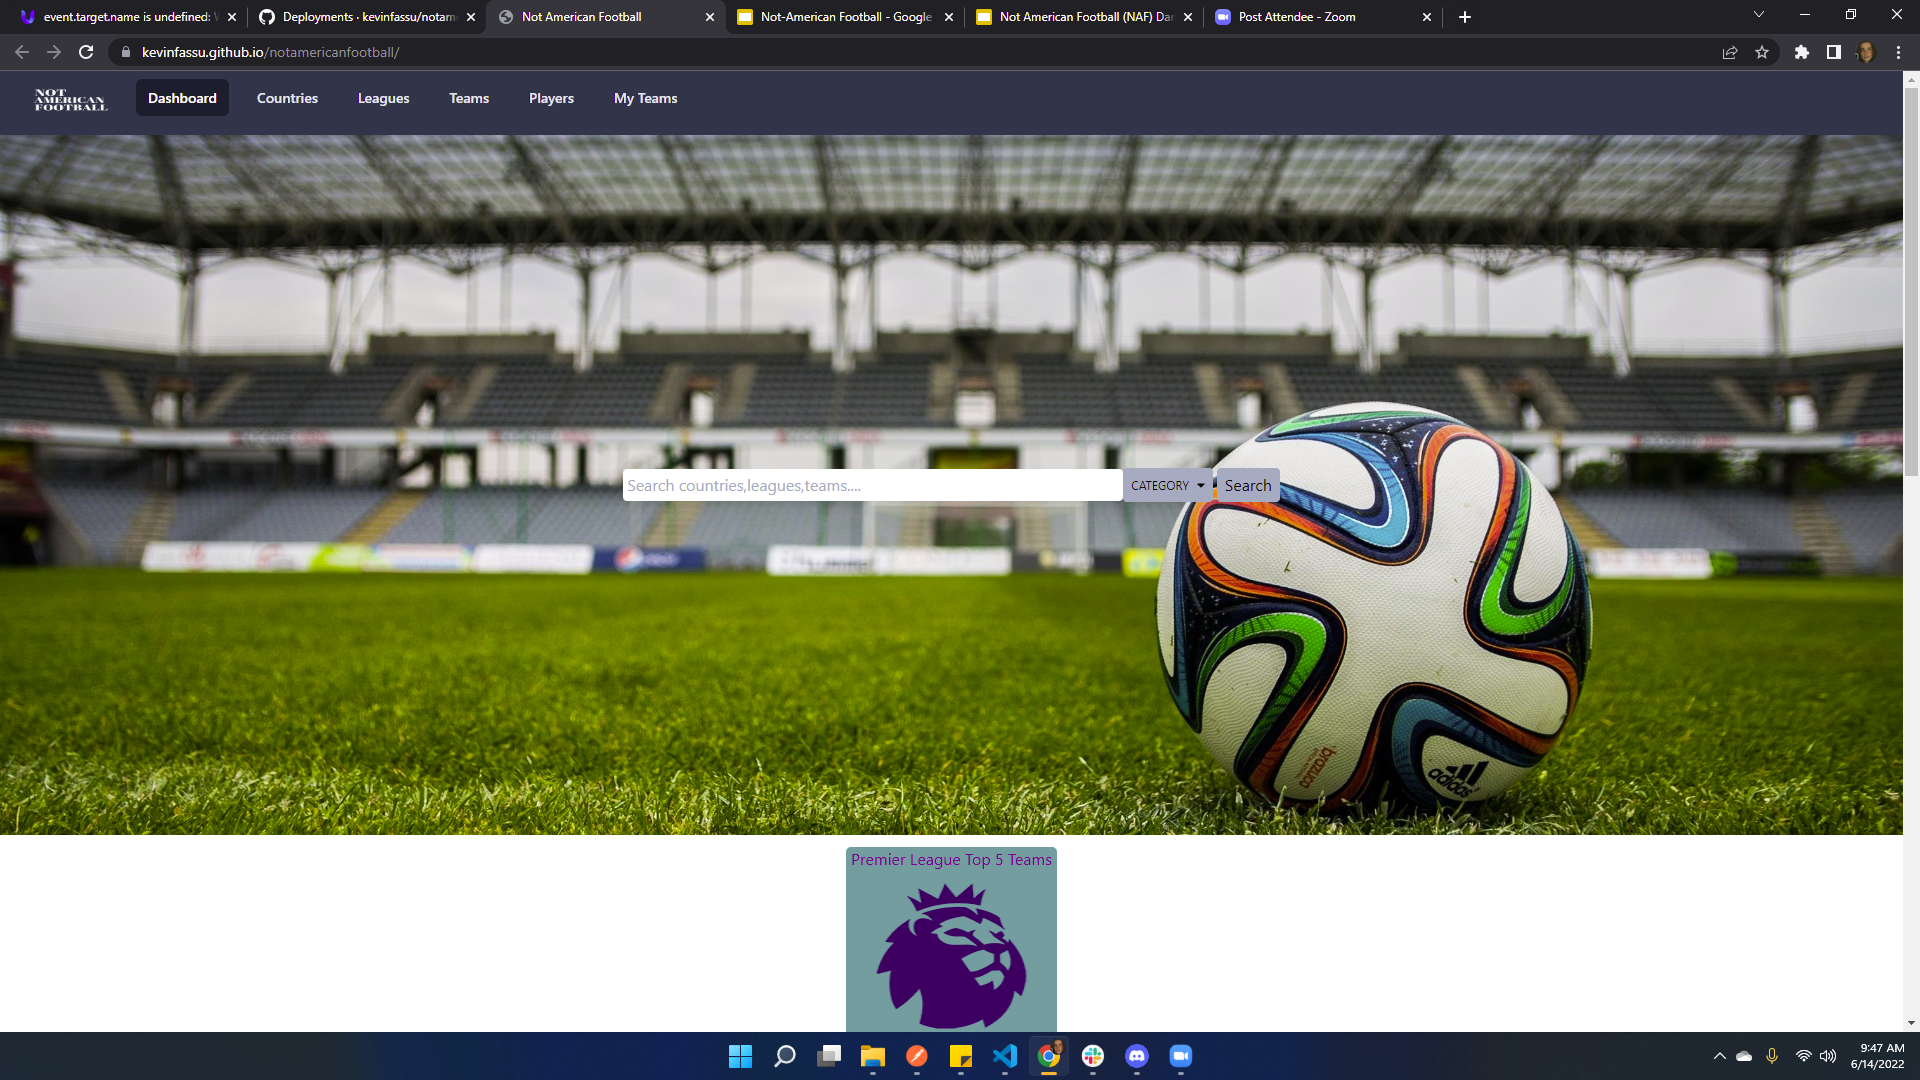 event.target.name is undefined: W
Deployments · kevinfassu/notam
Not American Football
Not-American Football - Google
Not American Football (NAF) Da
Post Attendee - Zoom
kevinfassu.github.io/notamericanfootball/
NOT
AMERICAN
FOOTBALL
Dashboard
Countries
Leagues
Teams
Players
My Teams
Search countries,leagues,teams....
CATEGORY
Search
brazuca
adidas
Premier League Top 5 Teams
9:47 AM
6/14/2022